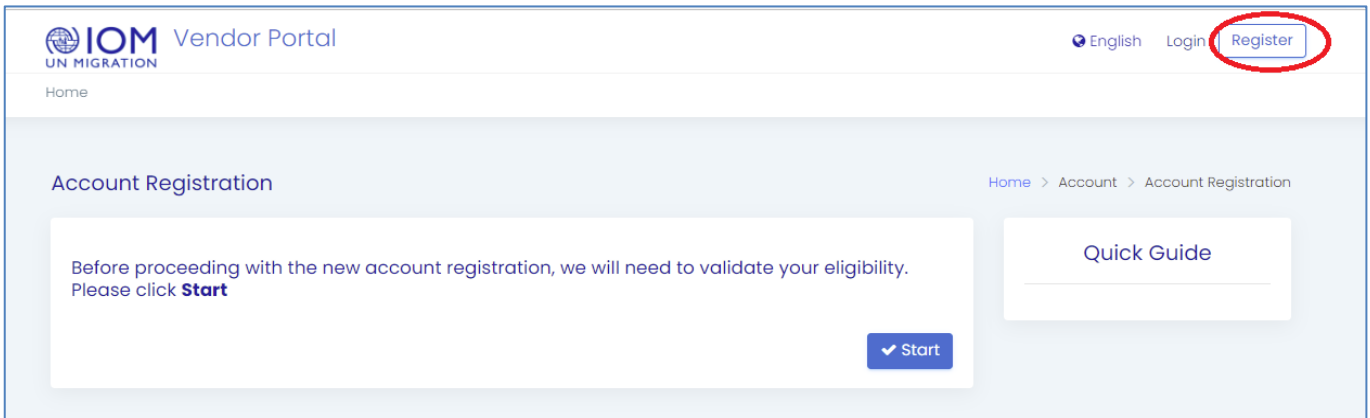 IOM
UN MIGRATION
Vendor Portal
English Login Register
Home
Account Registration
Home > Account > Account Registration
Before proceeding with the new account registration, we will need to validate your eligibility.
Please click Start
Start
Quick Guide